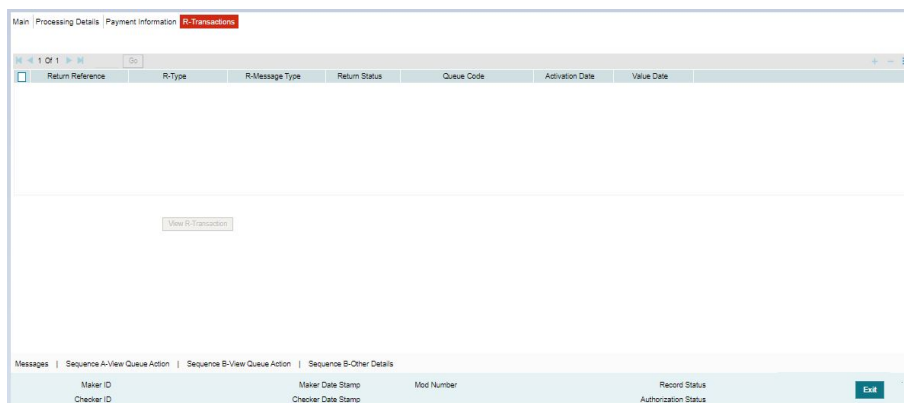 Main Processing Details Payment Information R-Transactions
1 Of 1 Go
Return Reference R-Type R-Message Type Return Status Queue Code Activation Date Value Date
View R-Transaction
Messages | Sequence A-View Queue Action | Sequence B-View Queue Action | Sequence B-Other Details
Maker ID Maker Date Stamp Mod Number Record Status Exit
Checker ID Checker Date Stamp Authorization Status